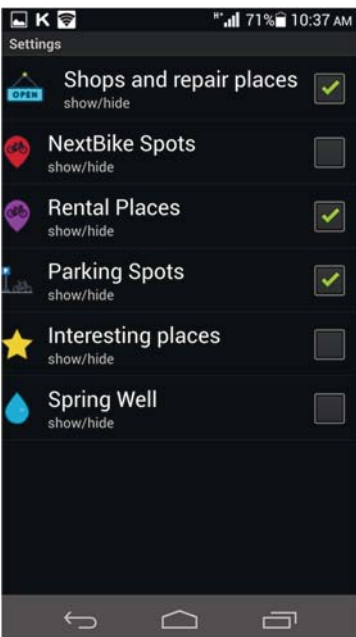 K H+ 71% 10:37 AM
Settings
OPEN
Shops and repair places
show/hide
NextBike Spots
show/hide
Rental Places
show/hide
P
Parking Spots
show/hide
Interesting places
show/hide
Spring Well
show/hide